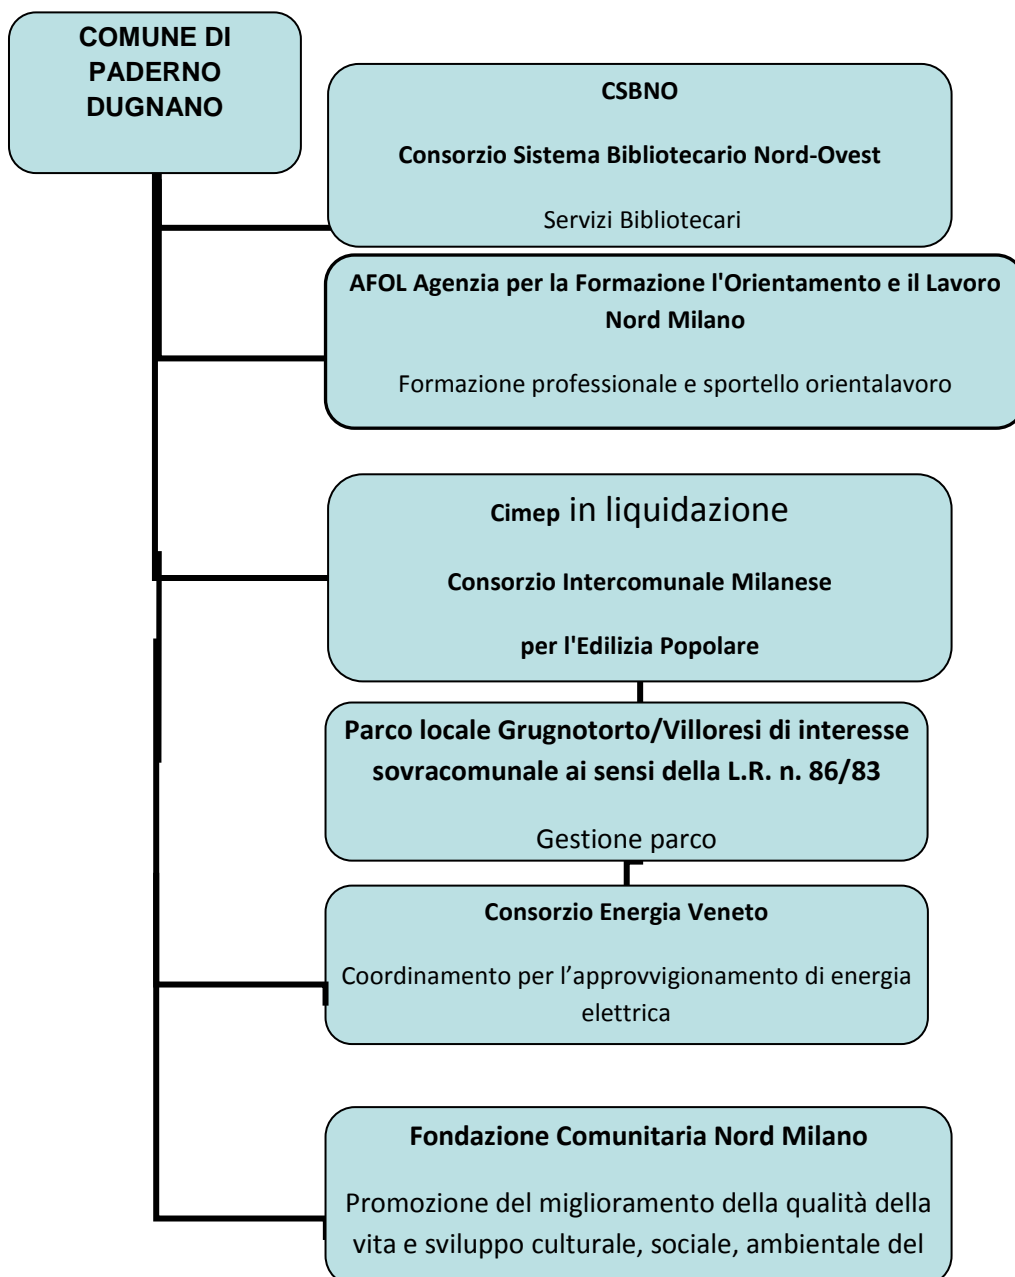 COMUNE DI
PADERNO
DUGNANO
CSBNO
Consorzio Sistema Bibliotecario Nord-Ovest
Servizi Bibliotecari
AFOL Agenzia per la Formazione l'Orientamento e il Lavoro
Nord Milano
Formazione professionale e sportello orientalavoro
Cimep in liquidazione
Consorzio Intercomunale Milanese
per l'Edilizia Popolare
Parco locale Grugnotorto/Villoresi di interesse
sovracomunale ai sensi della L.R. n. 86/83
Gestione parco
Consorzio Energia Veneto
Coordinamento per l’approvvigionamento di energia
elettrica
Fondazione Comunitaria Nord Milano
Promozione del miglioramento della qualità della
vita e sviluppo culturale, sociale, ambientale del